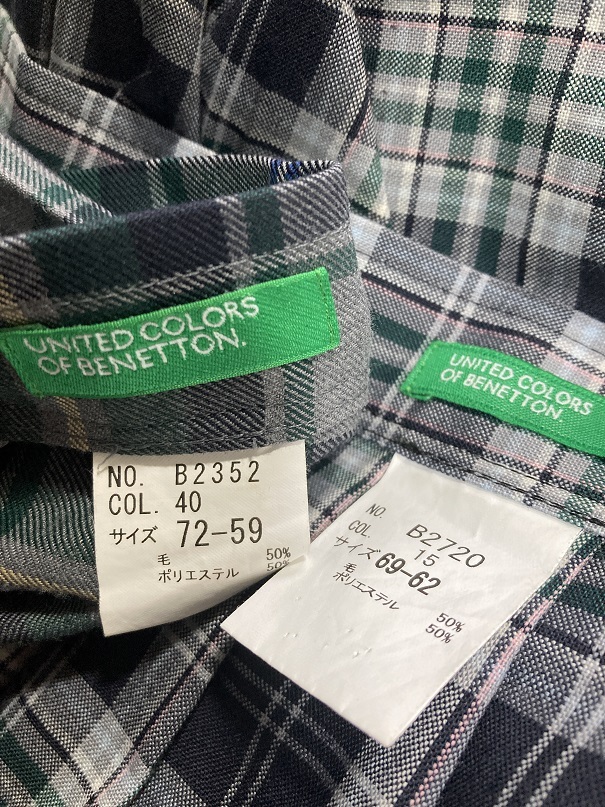 UNITED COLORS
OF BENETTON.
NO. B2352
COL. 40
サイズ 72-59
毛 50%
ポリエステル 50%
UNITED COLORS
OF BENETTON.
NO. B2720
COL. 15
サイズ 69-62
毛 50%
ポリエステル 50%